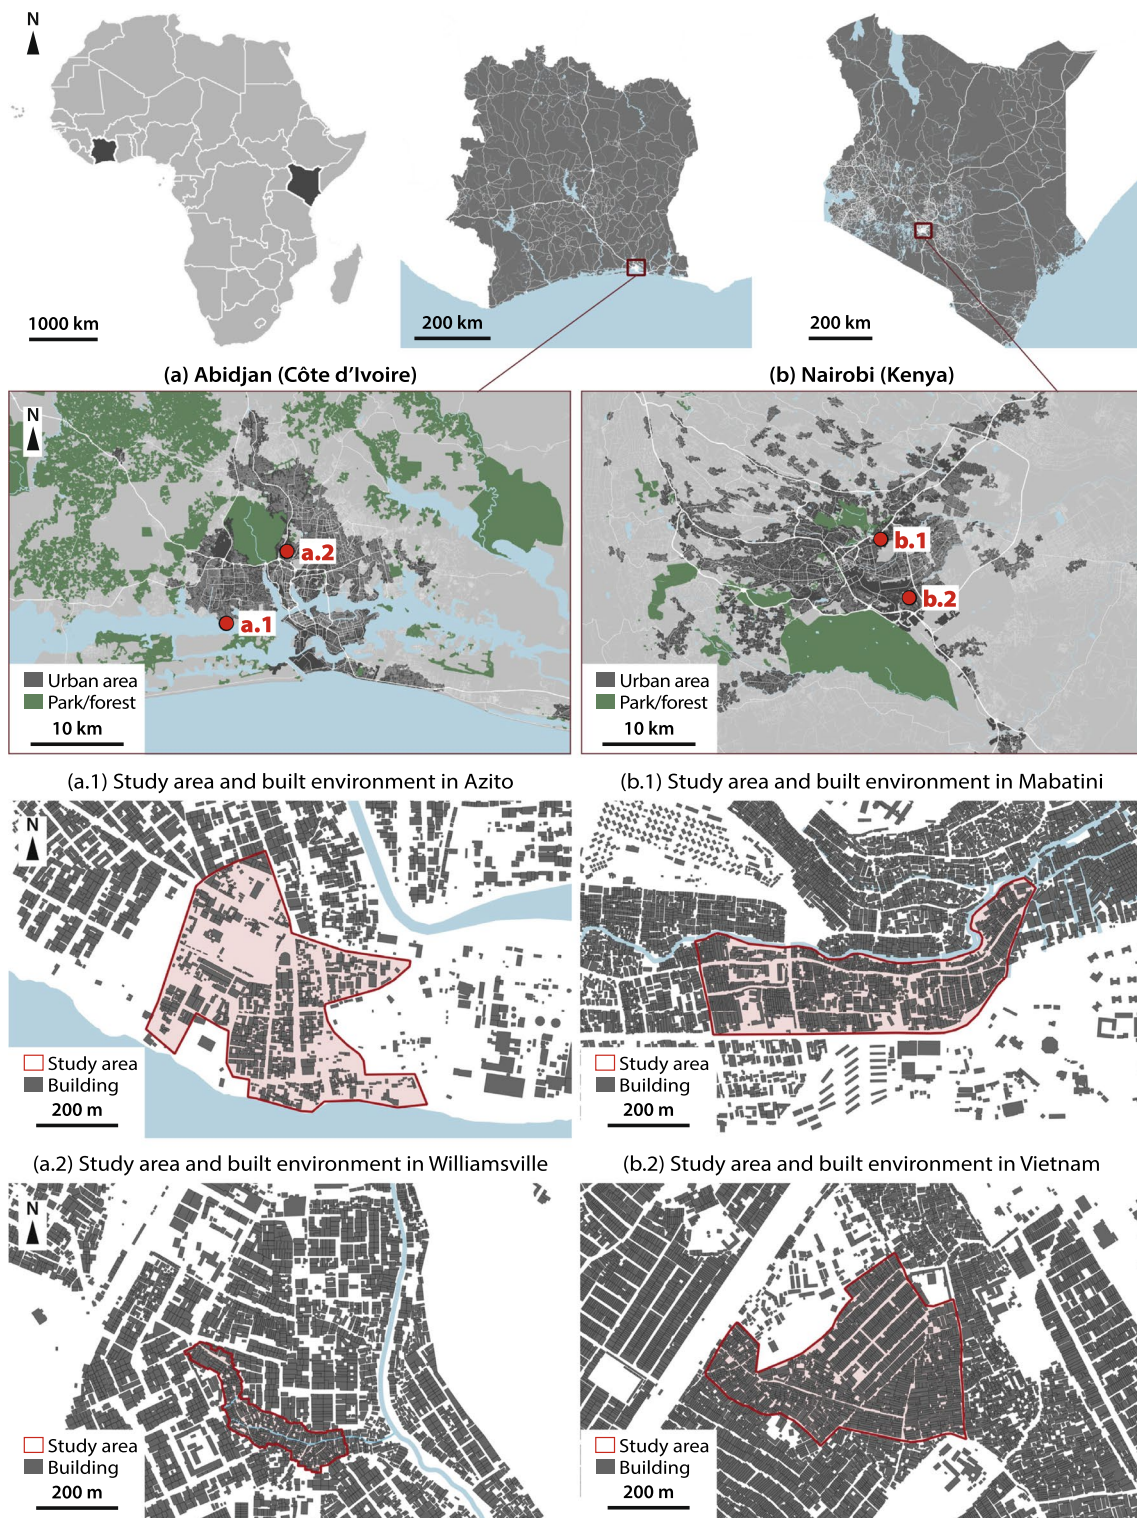 N
1000 km
200 km
200 km
(a) Abidjan (Côte d'Ivoire)
(b) Nairobi (Kenya)
N
a.2
a.1
Urban area
Park/forest
10 km
b.1
b.2
Urban area
Park/forest
10 km
(a.1) Study area and built environment in Azito
(b.1) Study area and built environment in Mabatini
N
Study area
Building
200 m
Study area
Building
200 m
(a.2) Study area and built environment in Williamsville
(b.2) Study area and built environment in Vietnam
N
Study area
Building
200 m
Study area
Building
200 m